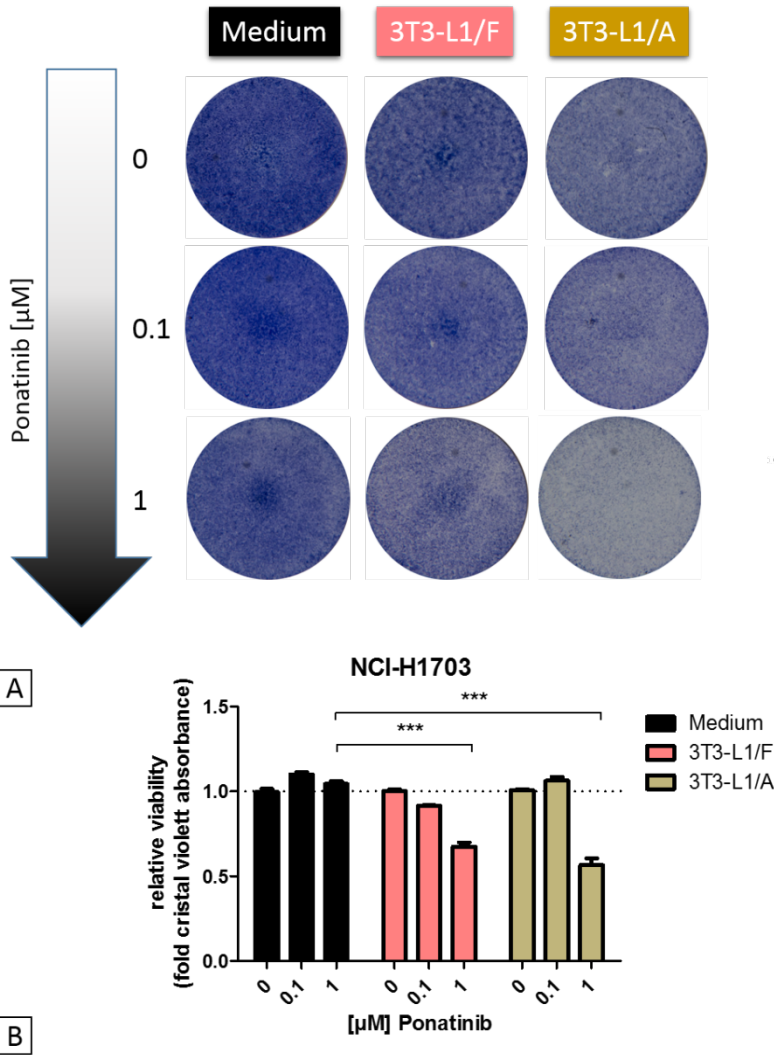 Medium 3T3-L1/F 3T3-L1/A
Ponatinib [µM]
0
0.1
1
A
NCI-H1703
relative viability
(fold cristal violett absorbance)
1.5
1.0
0.5
0.0
***
***
Medium
3T3-L1/F
3T3-L1/A
0 0.1 1 0 0.1 1 0 0.1 1
[µM] Ponatinib
B